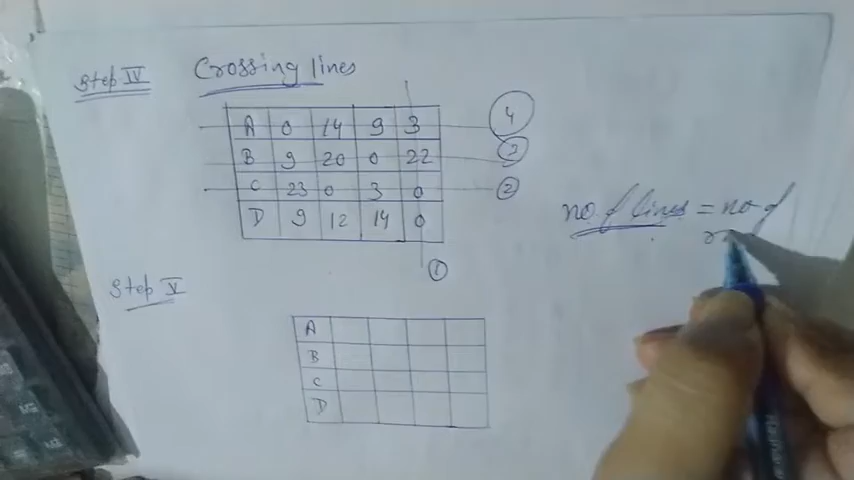 Step IV Crossing lines
A 0 14 9 3 4
B 9 20 0 22 3
C 23 0 3 0 2
D 9 12 14 0
1
no of lines = no of
Step V
A
B
C
D